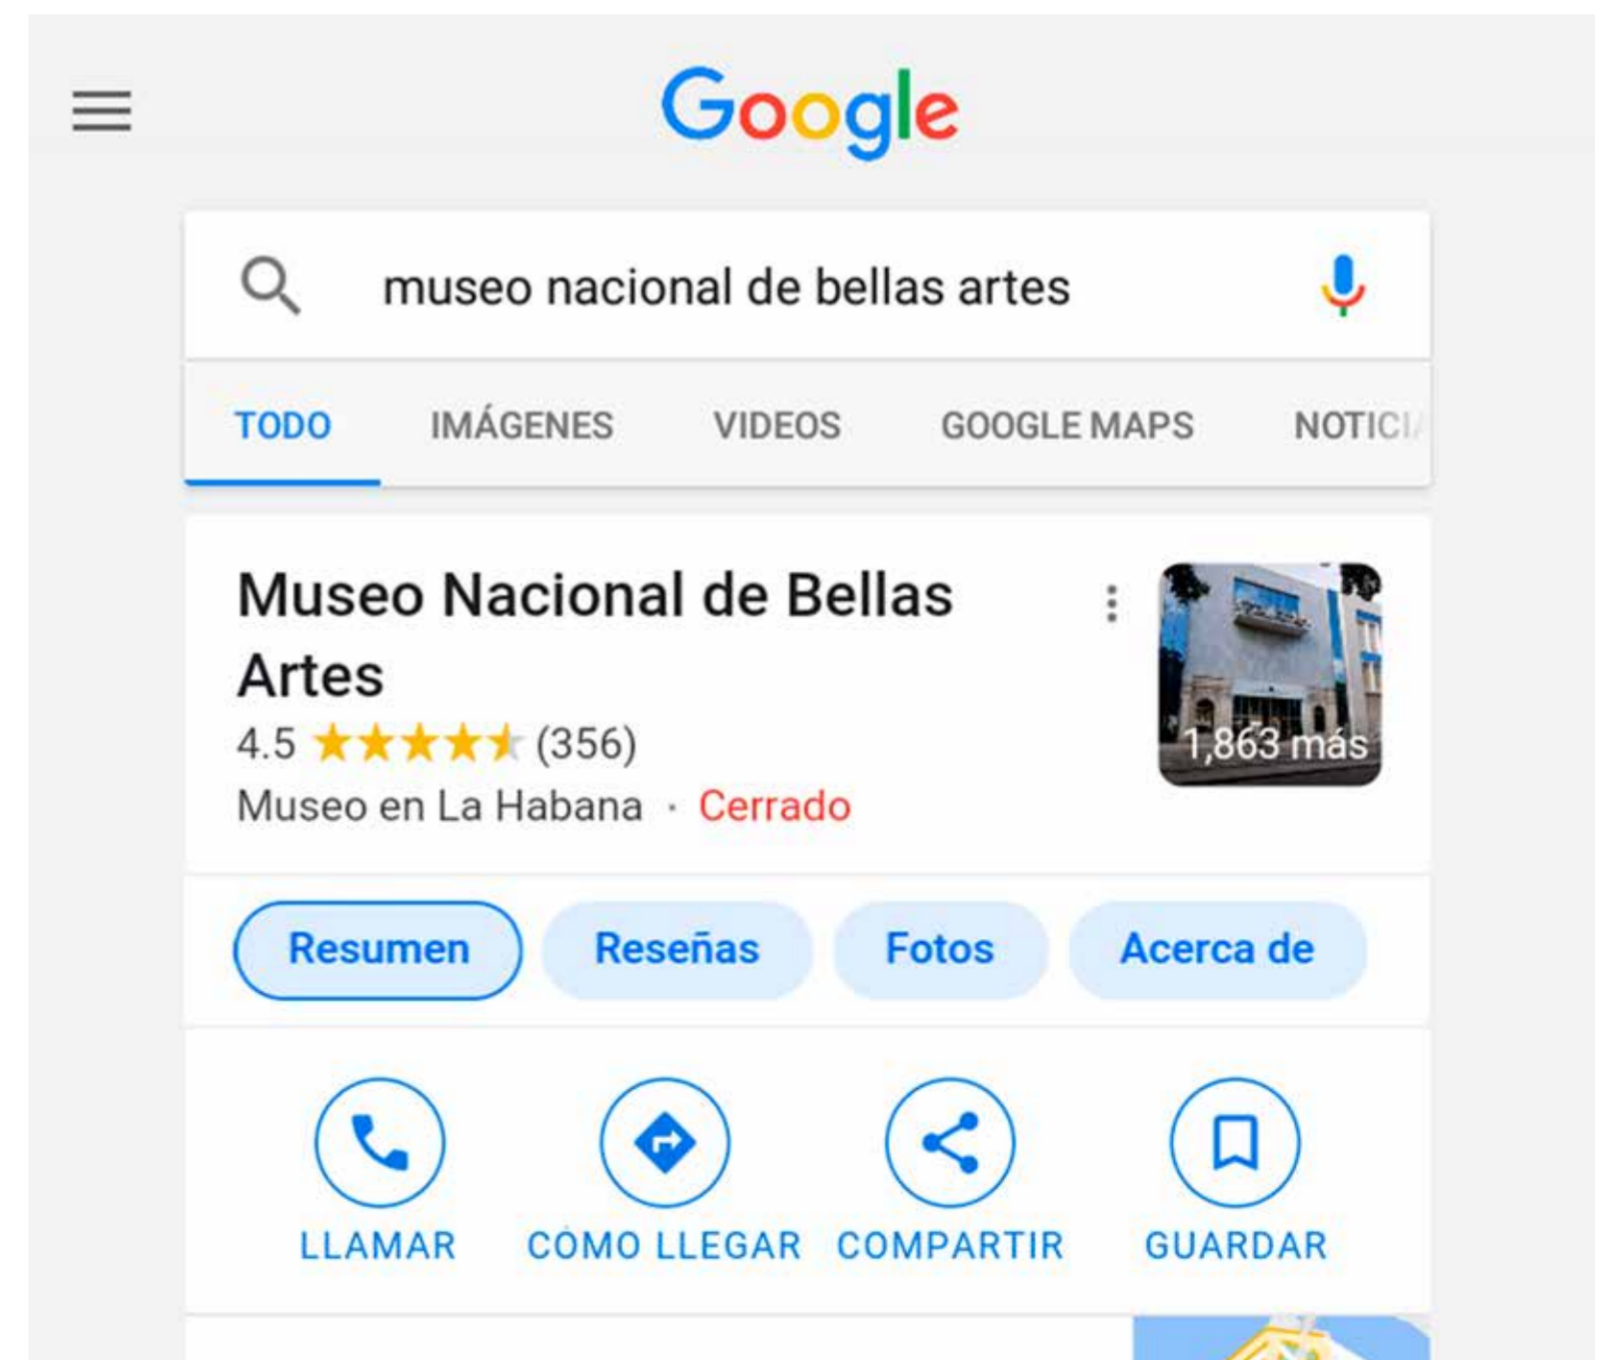 Google
museo nacional de bellas artes
TODO IMÁGENES VIDEOS GOOGLE MAPS NOTICIA
Museo Nacional de Bellas
Artes
4.5 (356)
1,863 más
Museo en La Habana · Cerrado
Resumen Reseñas Fotos Acerca de
LLAMAR CÓMO LLEGAR COMPARTIR GUARDAR